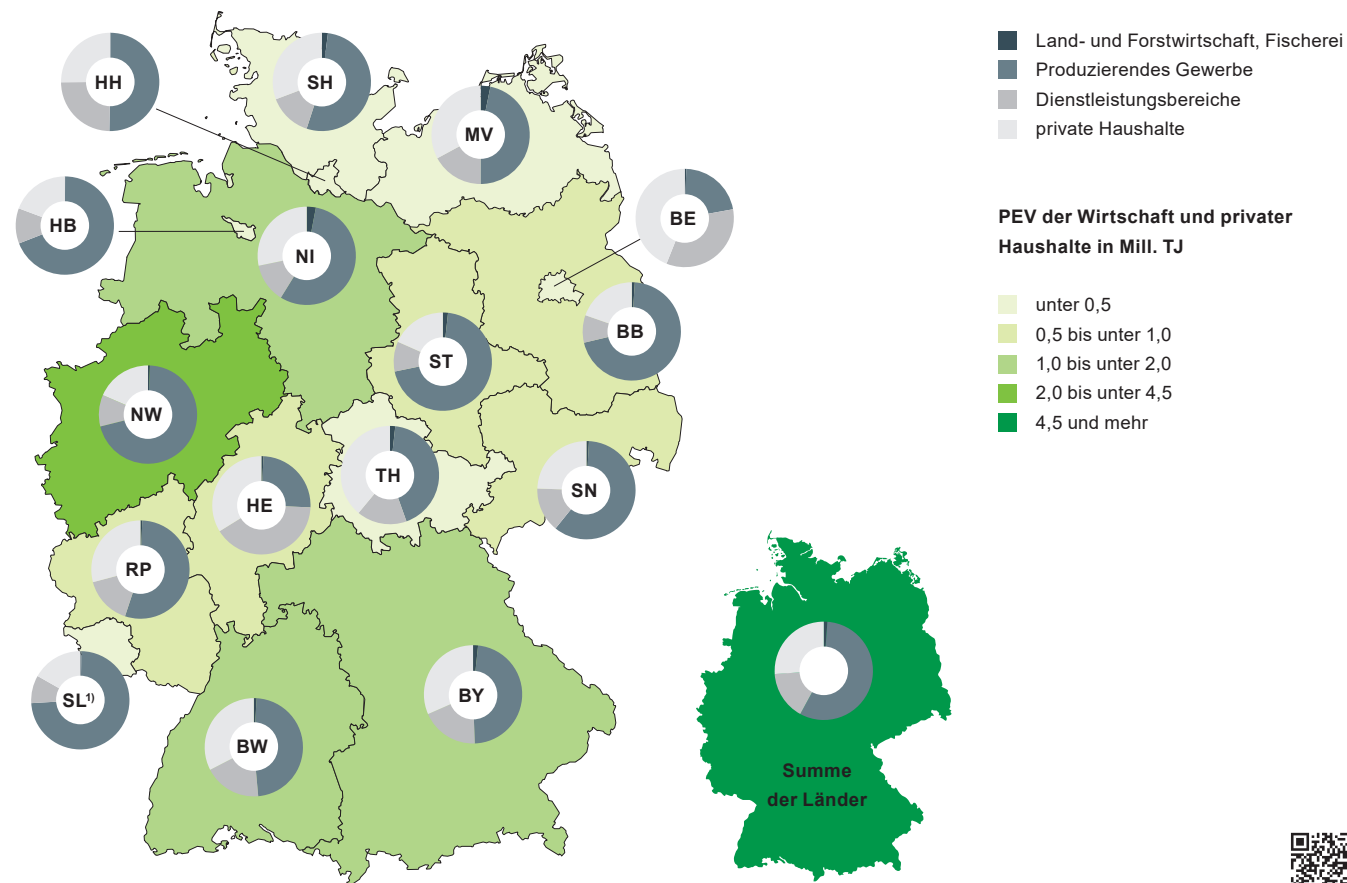 HH
SH
MV
HB
NI
BE
BB
ST
NW
TH
HE
SN
RP
SL¹⁾
BY
BW
Summe
der Länder
Land- und Forstwirtschaft, Fischerei
Produzierendes Gewerbe
Dienstleistungsbereiche
private Haushalte
PEV der Wirtschaft und privater
Haushalte in Mill. TJ
unter 0,5
0,5 bis unter 1,0
1,0 bis unter 2,0
2,0 bis unter 4,5
4,5 und mehr